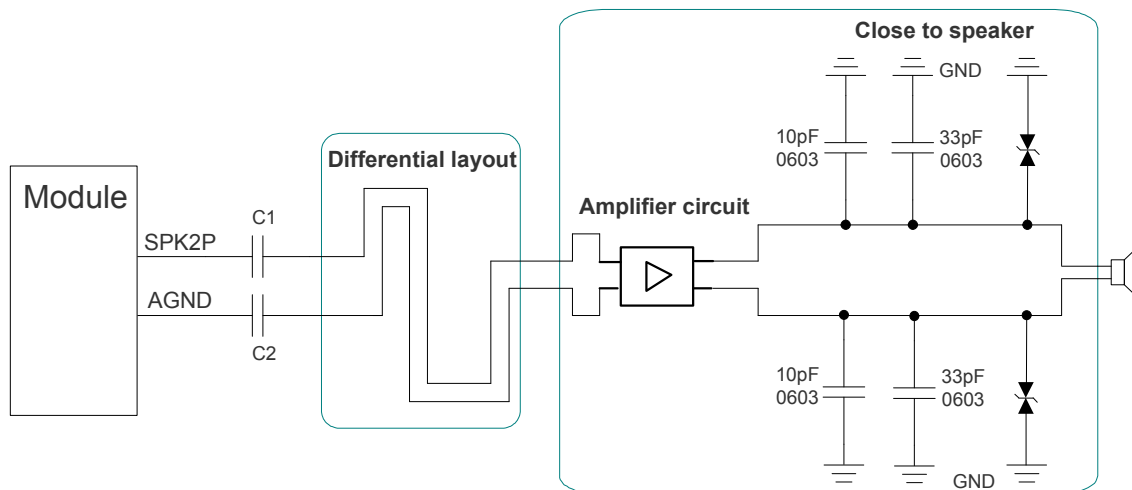 Close to speaker
GND
10pF
0603
33pF
0603
Differential layout
Module
Amplifier circuit
C1
SPK2P
AGND
C2
10pF
0603
33pF
0603
GND